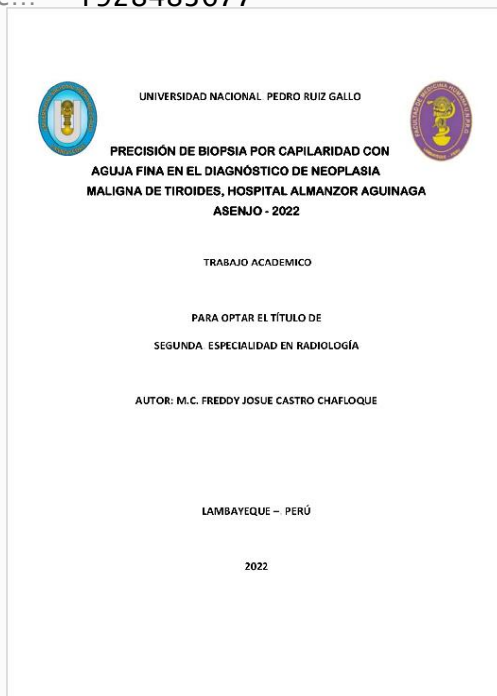 UNIVERSIDAD NACIONAL PEDRO RUIZ GALLO
PRECISIÓN DE BIOPSIA POR CAPILARIDAD CON
AGUJA FINA EN EL DIAGNÓSTICO DE NEOPLASIA
MALIGNA DE TIROIDES, HOSPITAL ALMANZOR AGUINAGA
ASENJO - 2022
TRABAJO ACADEMICO
PARA OPTAR EL TÍTULO DE
SEGUNDA ESPECIALIDAD EN RADIOLOGÍA
AUTOR: M.C. FREDDY JOSUE CASTRO CHAFLOQUE
LAMBAYEQUE – PERÚ
2022